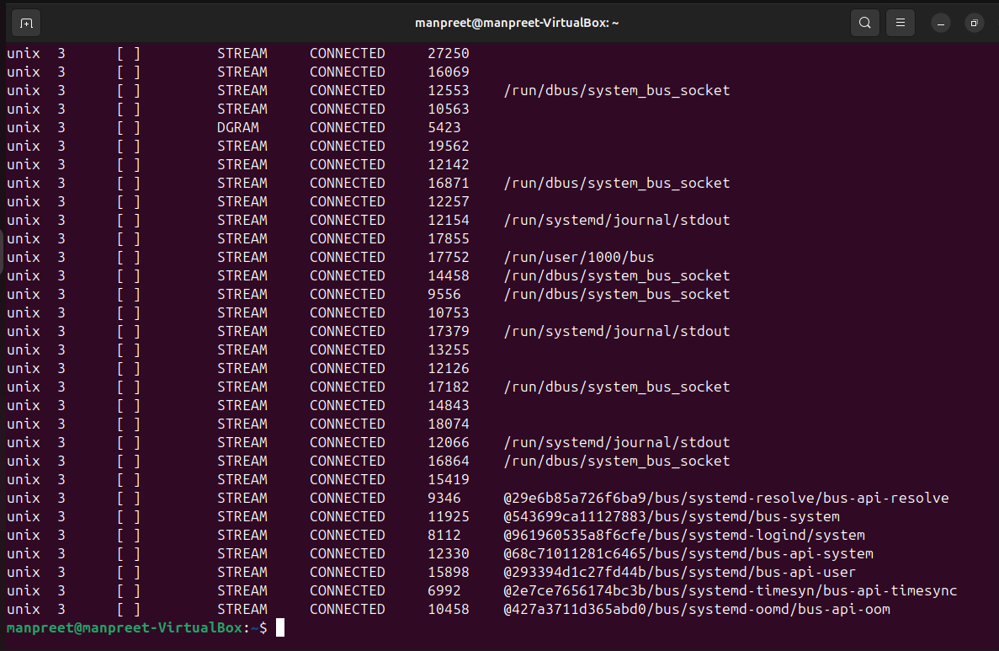 manpreet@manpreet-VirtualBox: ~
unix  3      [ ]         STREAM     CONNECTED     27250
unix  3      [ ]         STREAM     CONNECTED     16069
unix  3      [ ]         STREAM     CONNECTED     12553    /run/dbus/system_bus_socket
unix  3      [ ]         STREAM     CONNECTED     10563
unix  3      [ ]         DGRAM      CONNECTED     5423
unix  3      [ ]         STREAM     CONNECTED     19562
unix  3      [ ]         STREAM     CONNECTED     12142
unix  3      [ ]         STREAM     CONNECTED     16871    /run/dbus/system_bus_socket
unix  3      [ ]         STREAM     CONNECTED     12257
unix  3      [ ]         STREAM     CONNECTED     12154    /run/systemd/journal/stdout
unix  3      [ ]         STREAM     CONNECTED     17855
unix  3      [ ]         STREAM     CONNECTED     17752    /run/user/1000/bus
unix  3      [ ]         STREAM     CONNECTED     14458    /run/dbus/system_bus_socket
unix  3      [ ]         STREAM     CONNECTED     9556     /run/dbus/system_bus_socket
unix  3      [ ]         STREAM     CONNECTED     10753
unix  3      [ ]         STREAM     CONNECTED     17379    /run/systemd/journal/stdout
unix  3      [ ]         STREAM     CONNECTED     13255
unix  3      [ ]         STREAM     CONNECTED     12126
unix  3      [ ]         STREAM     CONNECTED     17182    /run/dbus/system_bus_socket
unix  3      [ ]         STREAM     CONNECTED     14843
unix  3      [ ]         STREAM     CONNECTED     18074
unix  3      [ ]         STREAM     CONNECTED     12066    /run/systemd/journal/stdout
unix  3      [ ]         STREAM     CONNECTED     16864    /run/dbus/system_bus_socket
unix  3      [ ]         STREAM     CONNECTED     15419
unix  3      [ ]         STREAM     CONNECTED     9346     @29e6b85a726f6ba9/bus/systemd-resolve/bus-api-resolve
unix  3      [ ]         STREAM     CONNECTED     11925    @543699ca11127883/bus/systemd/bus-system
unix  3      [ ]         STREAM     CONNECTED     8112     @961960535a8f6cfe/bus/systemd-logind/system
unix  3      [ ]         STREAM     CONNECTED     12330    @68c71011281c6465/bus/systemd/bus-api-system
unix  3      [ ]         STREAM     CONNECTED     15898    @293394d1c27fd44b/bus/systemd/bus-api-user
unix  3      [ ]         STREAM     CONNECTED     6992     @2e7ce7656174bc3b/bus/systemd-timesyn/bus-api-timesync
unix  3      [ ]         STREAM     CONNECTED     10458    @427a3711d365abd0/bus/systemd-oomd/bus-api-oom
manpreet@manpreet-VirtualBox:~$